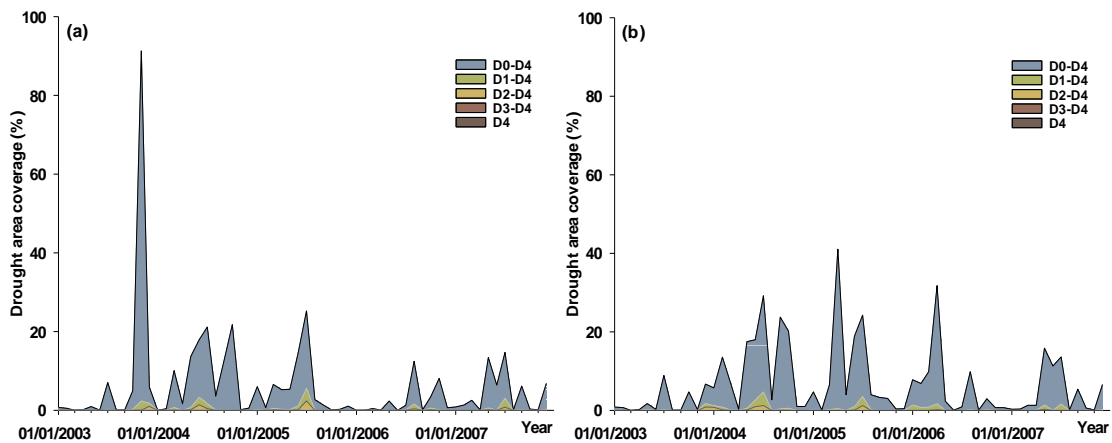 (a)
100
80
60
40
20
0
Drought area coverage (%)
D0-D4
D1-D4
D2-D4
D3-D4
D4
01/01/2003 01/01/2004 01/01/2005 01/01/2006 01/01/2007 Year
(b)
100
80
60
40
20
0
Drought area coverage (%)
D0-D4
D1-D4
D2-D4
D3-D4
D4
01/01/2003 01/01/2004 01/01/2005 01/01/2006 01/01/2007 Year